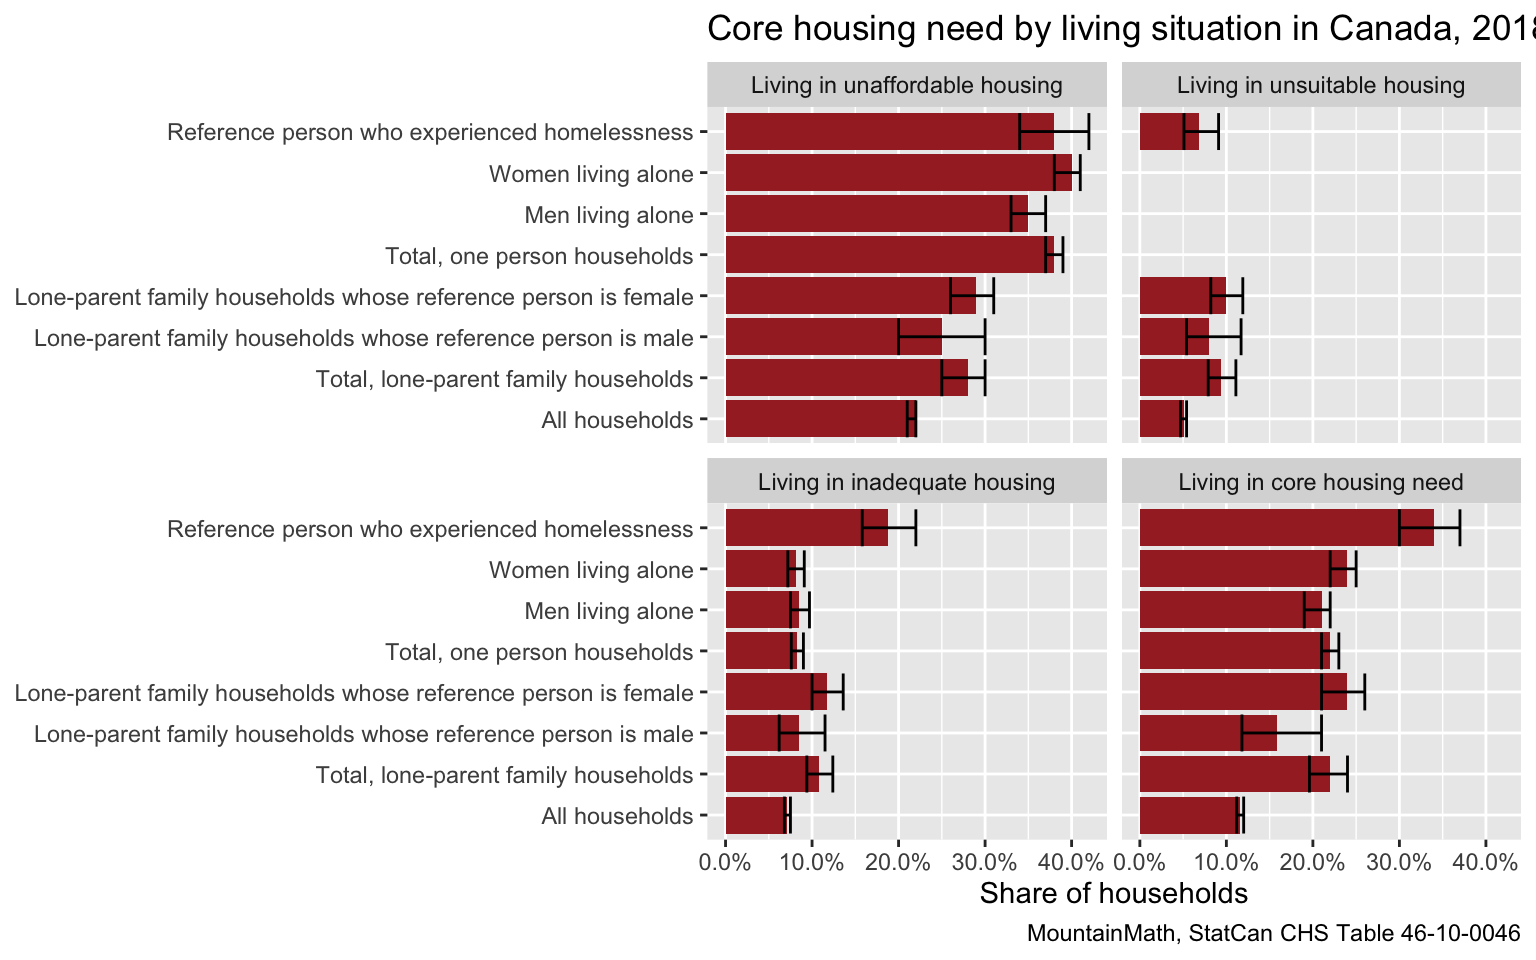 Core housing need by living situation in Canada, 2018
Living in unaffordable housing
Living in unsuitable housing
Reference person who experienced homelessness
Women living alone
Men living alone
Total, one person households
Lone-parent family households whose reference person is female
Lone-parent family households whose reference person is male
Total, lone-parent family households
All households
Living in inadequate housing
Living in core housing need
Reference person who experienced homelessness
Women living alone
Men living alone
Total, one person households
Lone-parent family households whose reference person is female
Lone-parent family households whose reference person is male
Total, lone-parent family households
All households
0.0% 10.0% 20.0% 30.0% 40.0% 0.0% 10.0% 20.0% 30.0% 40.0%
Share of households
MountainMath, StatCan CHS Table 46-10-0046